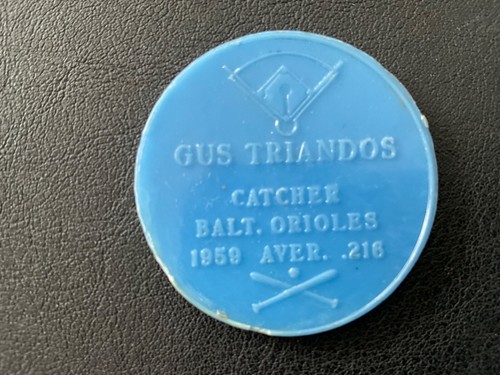 GUS TRIANDOS
CATCHER
BALT. ORIOLES
1959 AVER. .216